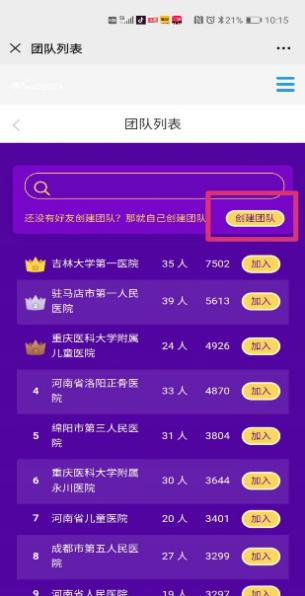 21% 10:15
× 团队列表
团队列表
还没有好友创建团队？那就自己创建团队 创建团队
吉林大学第一医院 35 人 7502 加入
驻马店市第一人民
医院 39 人 5613 加入
重庆医科大学附属
儿童医院 24 人 4926 加入
4 河南省洛阳正骨医
院 33 人 4870 加入
5 绵阳市第三人民医
院 31 人 3804 加入
6 重庆医科大学附属
永川医院 30 人 3644 加入
7 河南省儿童医院 20 人 3401 加入
8 成都市第五人民医
院 27 人 3299 加入
9 河南省人民医院 19 人 3297 加入